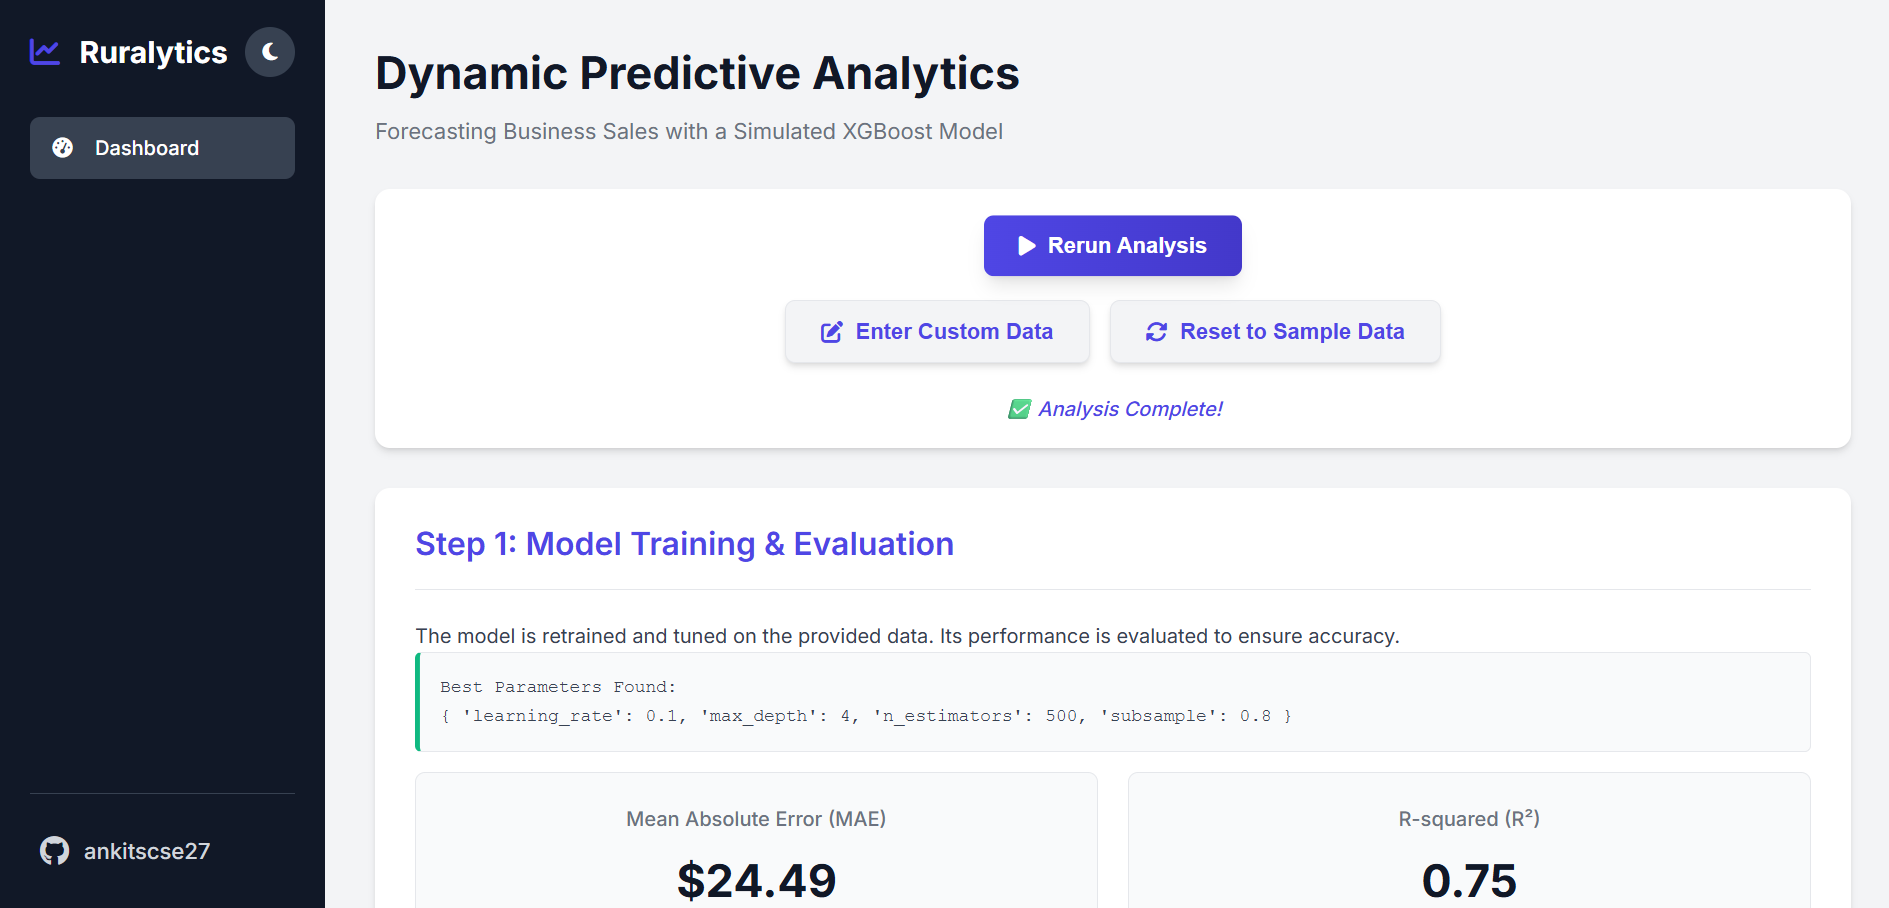 Ruralytics
Dashboard
ankitscse27
Dynamic Predictive Analytics
Forecasting Business Sales with a Simulated XGBoost Model
Rerun Analysis
Enter Custom Data
Reset to Sample Data
✅ Analysis Complete!
Step 1: Model Training & Evaluation
The model is retrained and tuned on the provided data. Its performance is evaluated to ensure accuracy.
Best Parameters Found:
{ 'learning_rate': 0.1, 'max_depth': 4, 'n_estimators': 500, 'subsample': 0.8 }
Mean Absolute Error (MAE)
$24.49
R-squared (R²)
0.75